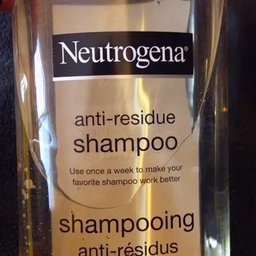 Neutrogena®
anti-residue
shampoo
Use once a week to make your
favorite shampoo work better
shampooing
anti-résidus